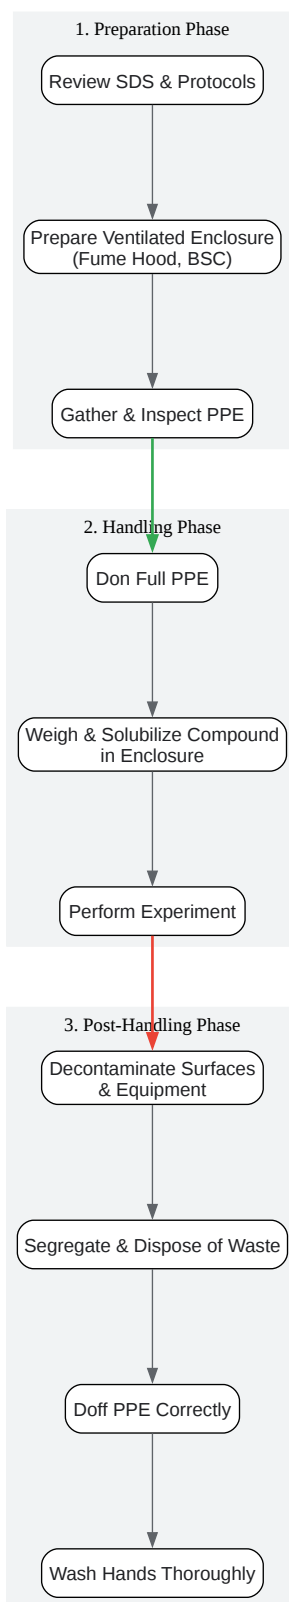 1. Preparation Phase
Review SDS & Protocols
Prepare Ventilated Enclosure
(Fume Hood, BSC)
Gather & Inspect PPE
2. Handling Phase
Don Full PPE
Weigh & Solubilize Compound
in Enclosure
Perform Experiment
3. Post-Handling Phase
Decontaminate Surfaces
& Equipment
Segregate & Dispose of Waste
Doff PPE Correctly
Wash Hands Thoroughly